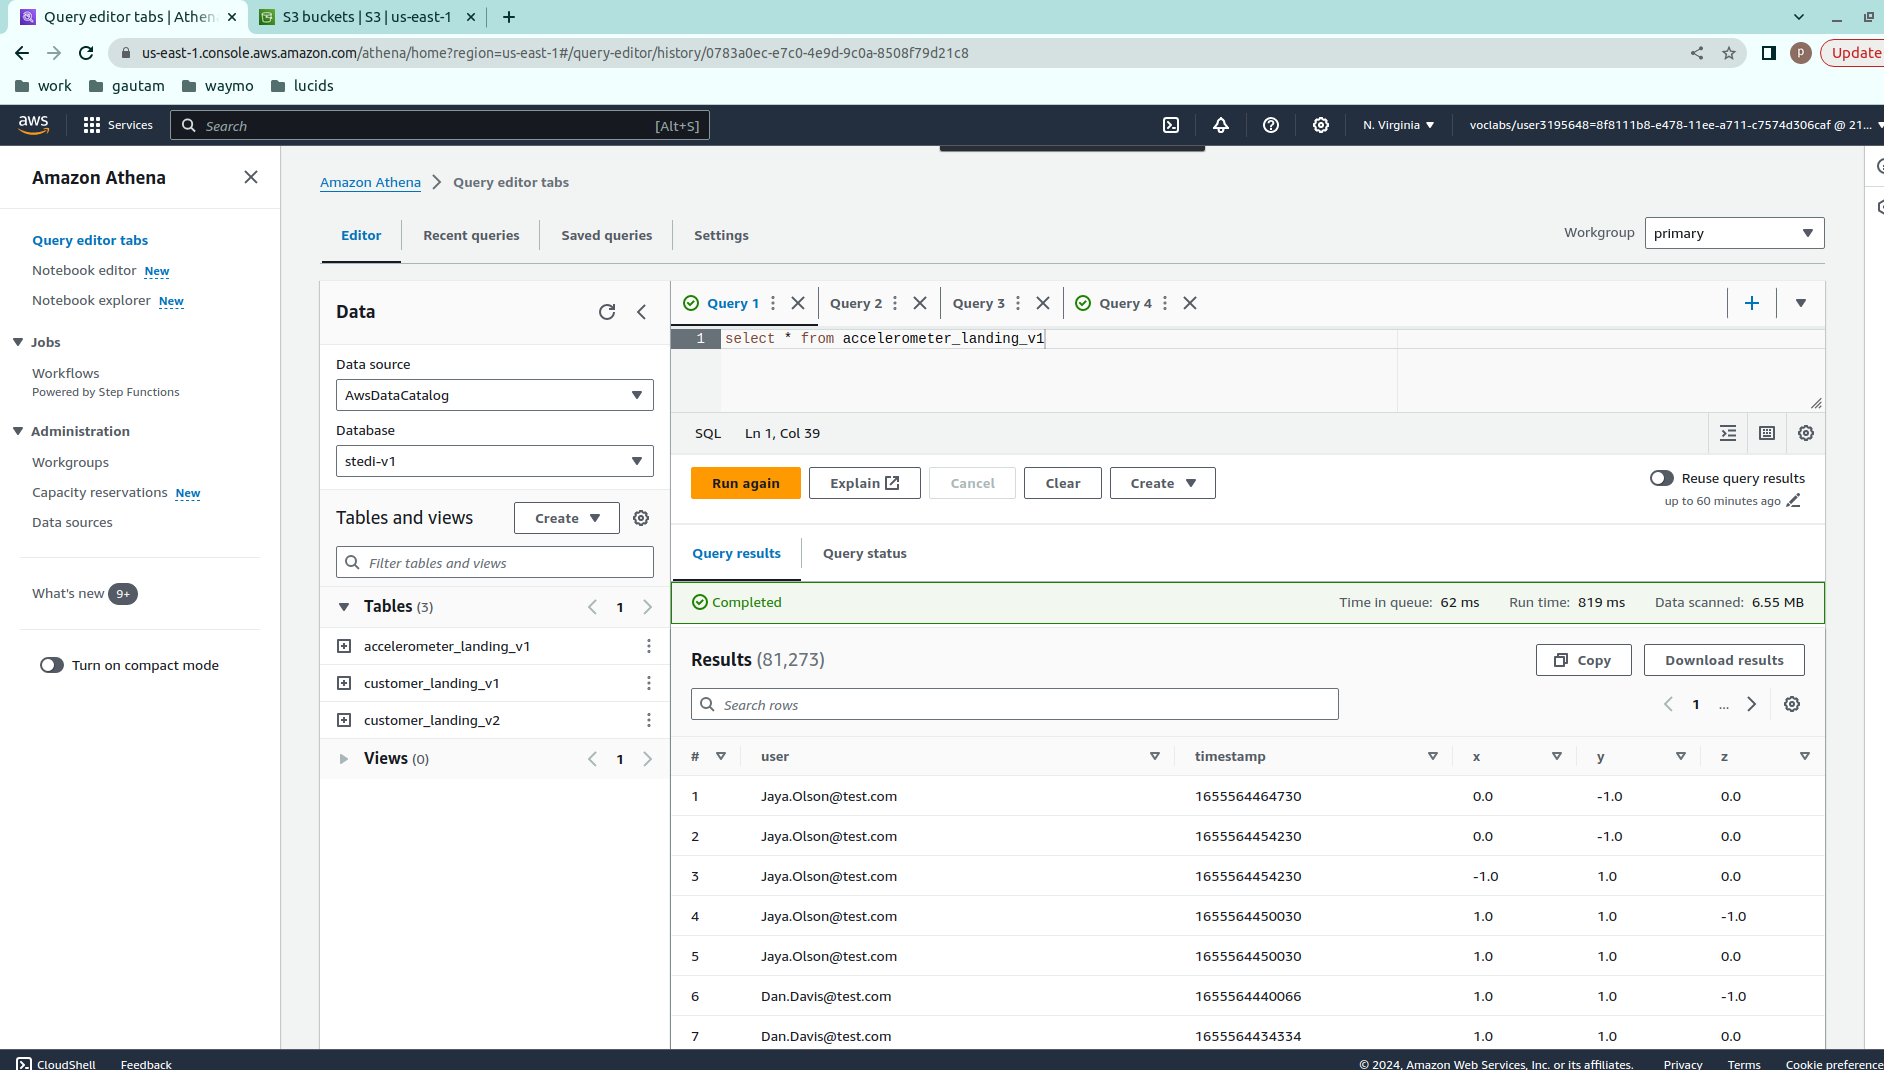 Query editor tabs | Athen
S3 buckets | S3 | us-east-1
us-east-1.console.aws.amazon.com/athena/home?region=us-east-1#/query-editor/history/0783a0ec-e7c0-4e9d-9c0a-8508f79d21c8
p
Update
work gautam waymo lucids
aws Services Search [Alt+S] N. Virginia voclabs/user3195648=8f8111b8-e478-11ee-a711-c7574d306caf @ 21...
Amazon Athena
Query editor tabs
Notebook editor New
Notebook explorer New
Jobs
Workflows
Powered by Step Functions
Administration
Workgroups
Capacity reservations New
Data sources
What's new 9+
Turn on compact mode
Amazon Athena Query editor tabs
Editor Recent queries Saved queries Settings
Workgroup primary
Data
Data source
AwsDataCatalog
Database
stedi-v1
Tables and views Create
Filter tables and views
Tables (3) 1
accelerometer_landing_v1
customer_landing_v1
customer_landing_v2
Views (0) 1
Query 1 Query 2 Query 3 Query 4
1 select * from accelerometer_landing_v1
SQL Ln 1, Col 39
Run again Explain Cancel Clear Create
Reuse query results
up to 60 minutes ago
Query results Query status
Completed Time in queue: 62 ms Run time: 819 ms Data scanned: 6.55 MB
Results (81,273) Copy Download results
Search rows 1 ...
# user timestamp x y z
1 Jaya.Olson@test.com 1655564464730 0.0 -1.0 0.0
2 Jaya.Olson@test.com 1655564454230 0.0 -1.0 0.0
3 Jaya.Olson@test.com 1655564454230 -1.0 1.0 0.0
4 Jaya.Olson@test.com 1655564450030 1.0 1.0 -1.0
5 Jaya.Olson@test.com 1655564450030 1.0 1.0 0.0
6 Dan.Davis@test.com 1655564440066 1.0 1.0 -1.0
7 Dan.Davis@test.com 1655564434334 1.0 1.0 0.0
CloudShell Feedback © 2024, Amazon Web Services, Inc. or its affiliates. Privacy Terms Cookie preference